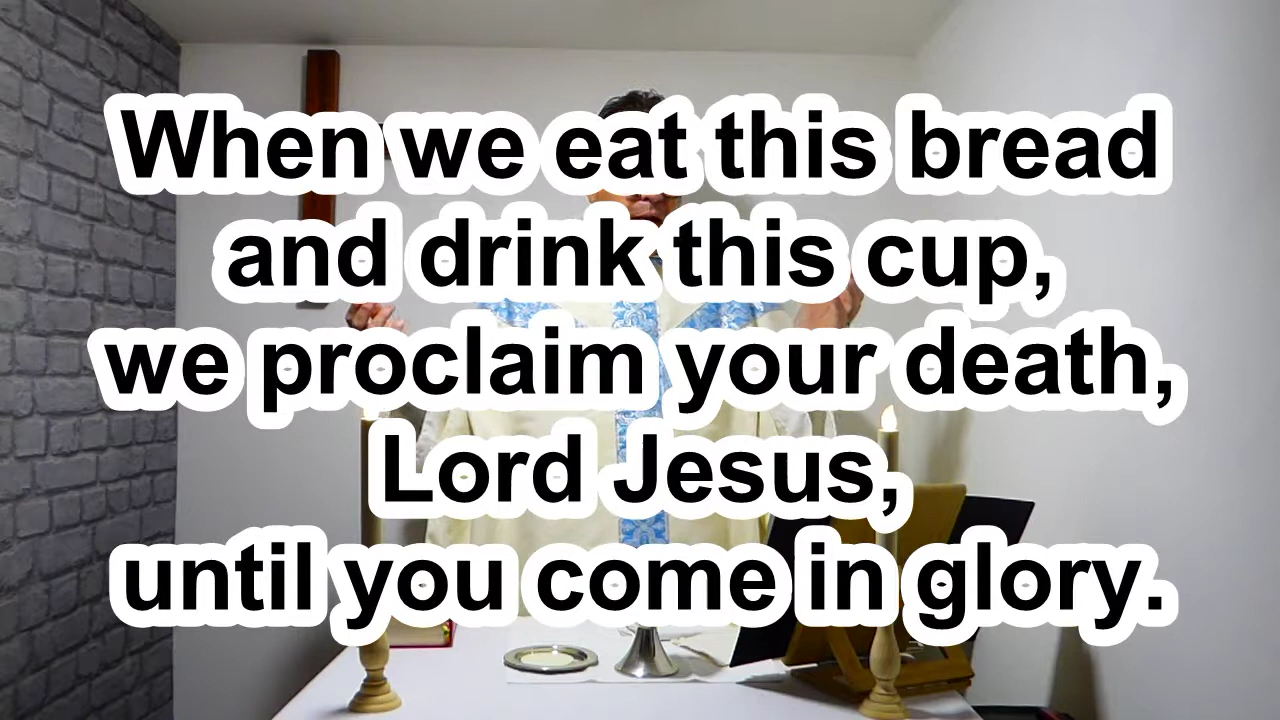 When we eat this bread
and drink this cup,
we proclaim your death,
Lord Jesus,
until you come in glory.